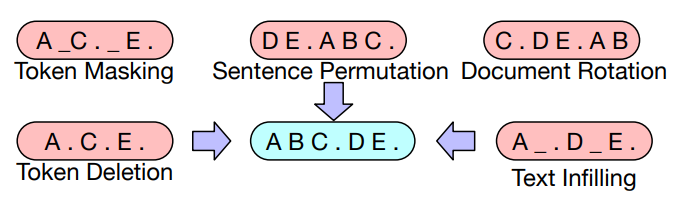 A _ C . _ E .
D E . A B C .
C . D E . A B
Token Masking
Sentence Permutation
Document Rotation
A . C . E .
A B C . D E .
A _ . D _ E .
Token Deletion
Text Infilling